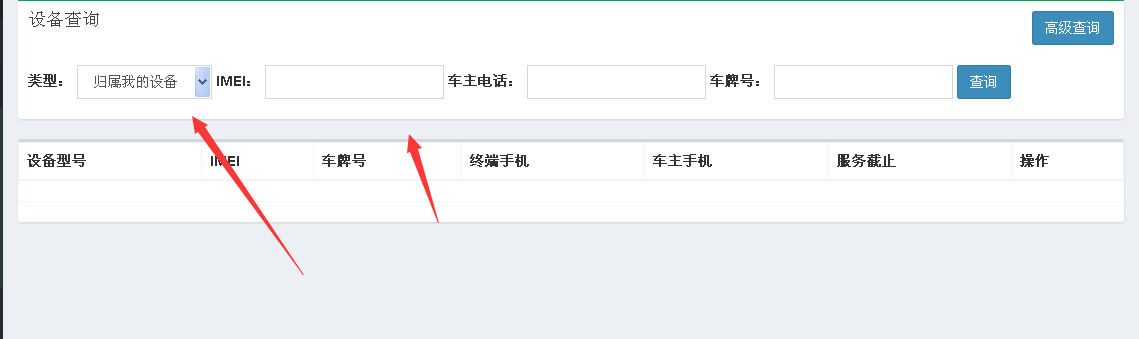 设备查询
高级查询
类型： 归属我的设备 IMEI： 车主电话： 车牌号： 查询
设备型号 IMEI 车牌号 终端手机 车主手机 服务截止 操作